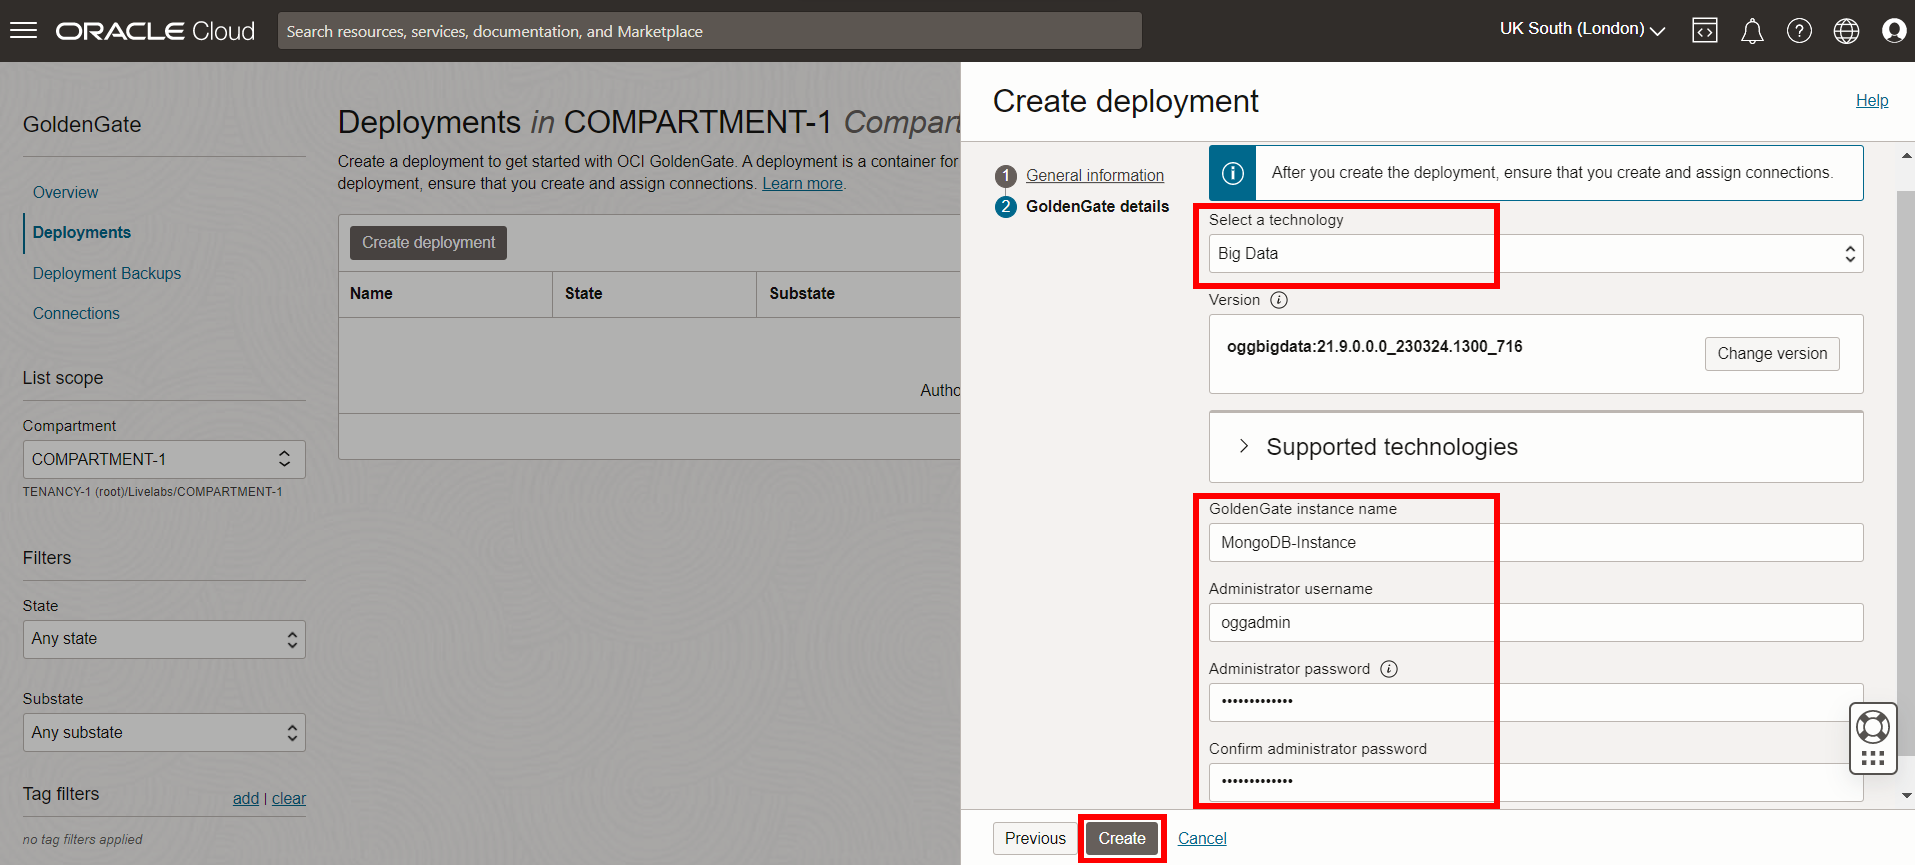 ORACLE Cloud
Search resources, services, documentation, and Marketplace
UK South (London)
GoldenGate
Overview
Deployments
Deployment Backups
Connections
List scope
Compartment
COMPARTMENT-1
TENANCY-1 (root)/Livelabs/COMPARTMENT-1
Filters
State
Any state
Substate
Any substate
Tag filters
add | clear
no tag filters applied
Deployments in COMPARTMENT-1 Compart
Create a deployment to get started with OCI GoldenGate. A deployment is a container for
deployment, ensure that you create and assign connections. Learn more.
Create deployment
Name State Substate
Autho
Create deployment
Help
1 General information
2 GoldenGate details
After you create the deployment, ensure that you create and assign connections.
Select a technology
Big Data
Version
oggbigdata:21.9.0.0.0_230324.1300_716
Change version
Supported technologies
GoldenGate instance name
MongoDB-Instance
Administrator username
oggadmin
Administrator password
•••••••••••••
Confirm administrator password
•••••••••••••
Previous Create Cancel